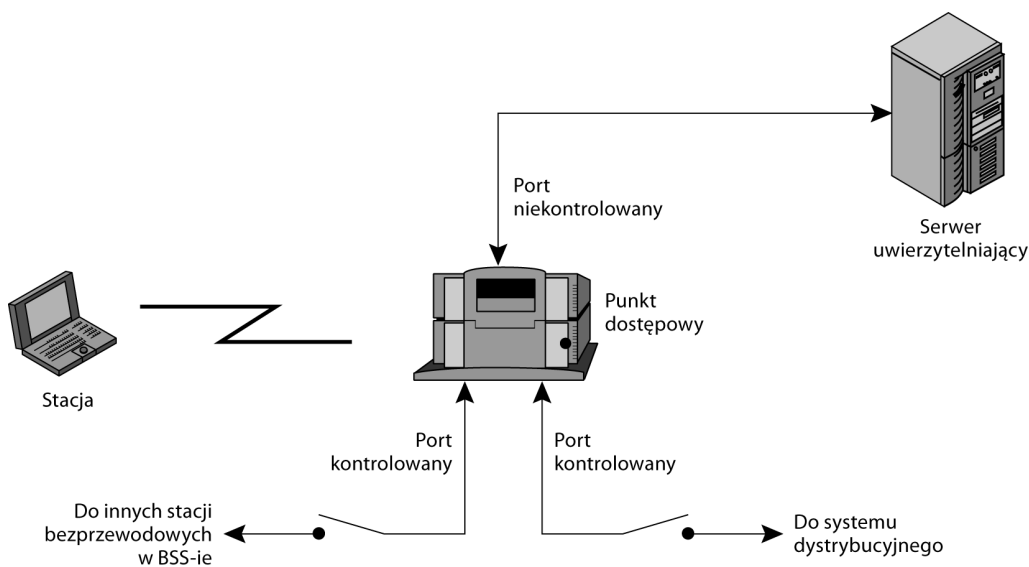 Port
niekontrolowany
Serwer
uwierzytelniający
Punkt
dostępowy
Stacja
Port
kontrolowany
Port
kontrolowany
Do innych stacji
bezprzewodowych
w BSS-ie
Do systemu
dystrybucyjnego